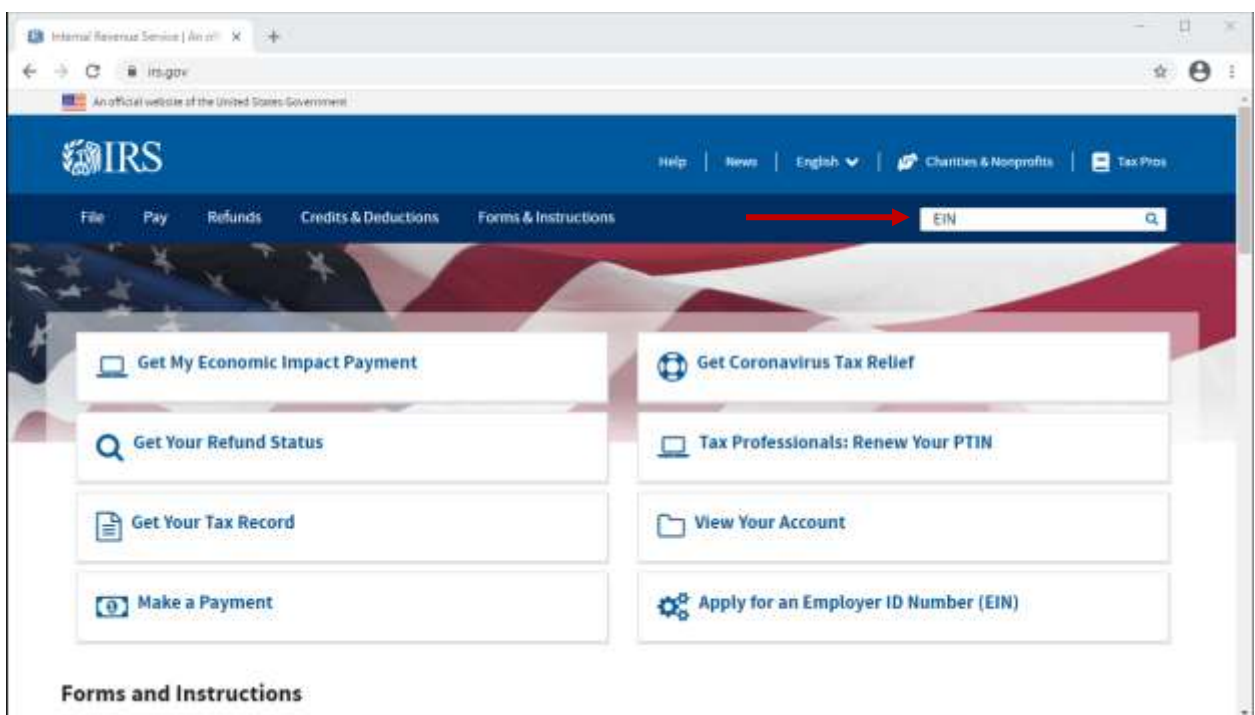 Internal Revenue Service | An of
irs.gov
An official website of the United States Government
IRS
Help | News | English | Charities & Nonprofits | Tax Pros
File Pay Refunds Credits & Deductions Forms & Instructions EIN
Get My Economic Impact Payment
Get Coronavirus Tax Relief
Get Your Refund Status
Tax Professionals: Renew Your PTIN
Get Your Tax Record
View Your Account
Make a Payment
Apply for an Employer ID Number (EIN)
Forms and Instructions